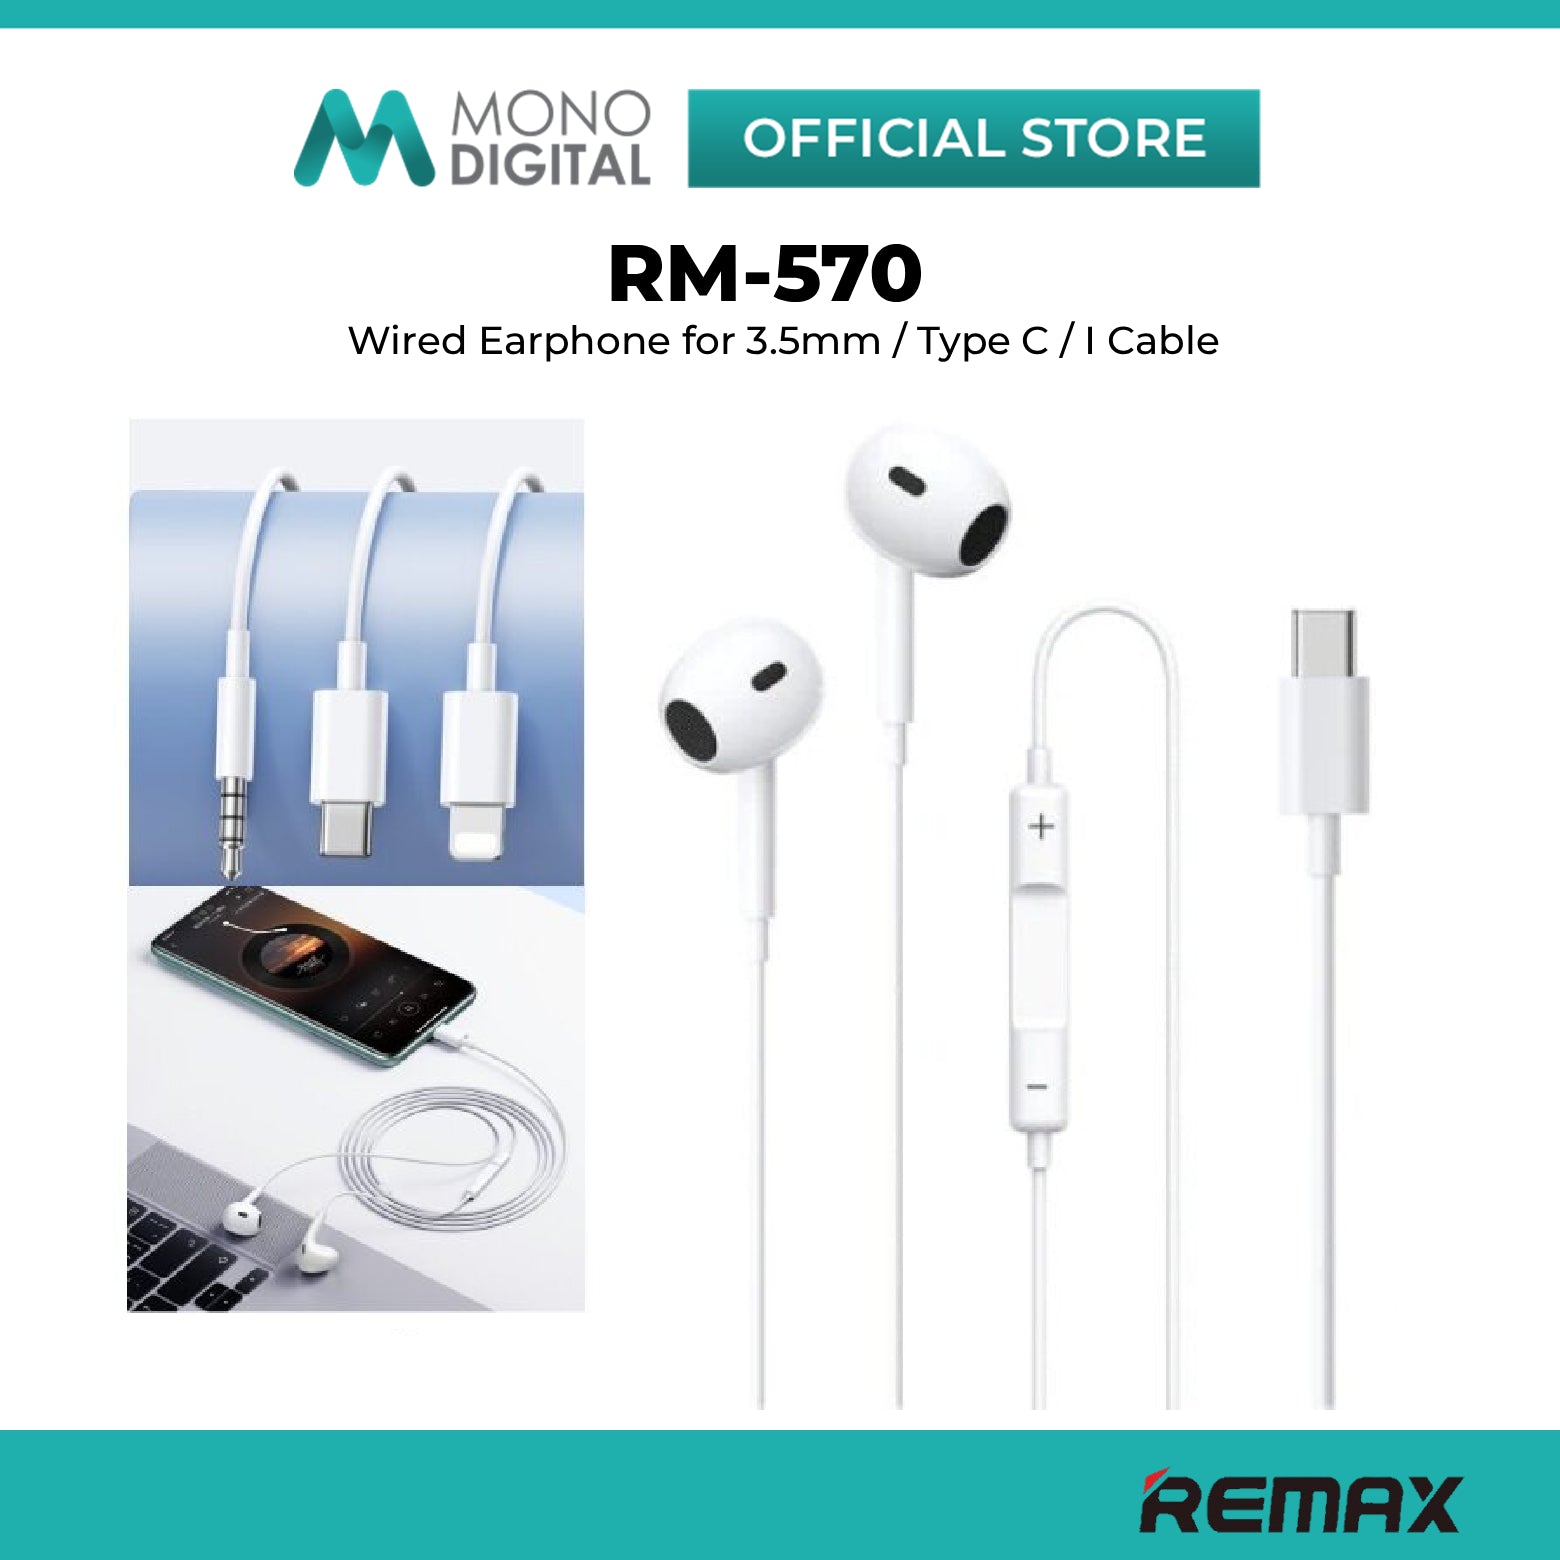 MONO
DIGITAL
OFFICIAL STORE
RM-570
Wired Earphone for 3.5mm / Type C / I Cable
+
−
REMAX